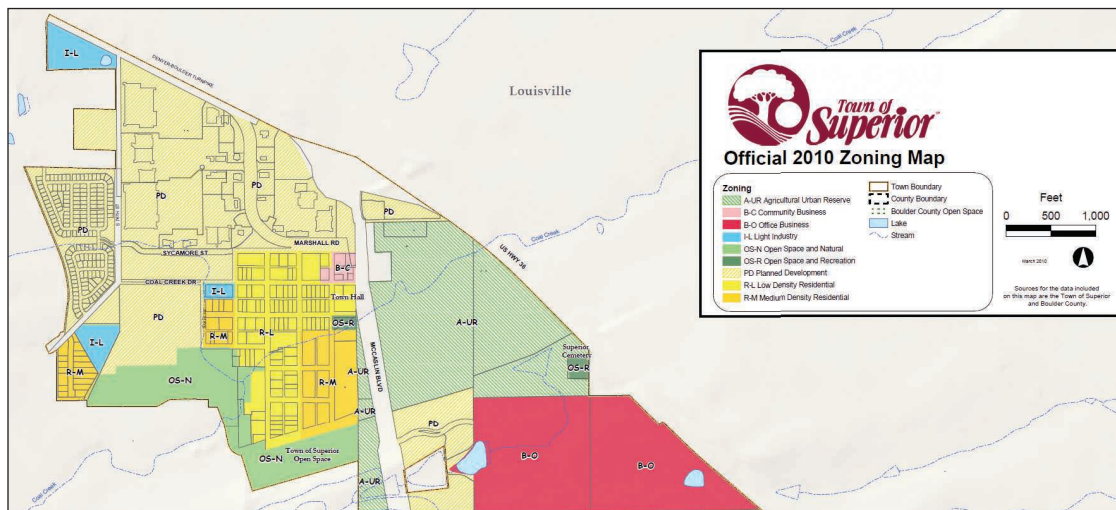 I-L
Coal Creek
DENVER-BOULDER TURNPIKE
Louisville
Town of
Superior
Official 2010 Zoning Map
Zoning
A-UR Agricultural Urban Reserve
B-C Community Business
B-O Office Business
I-L Light Industry
OS-N Open Space and Natural
OS-R Open Space and Recreation
PD Planned Development
R-L Low Density Residential
R-M Medium Density Residential
Town Boundary
County Boundary
Boulder County Open Space
Lake
Stream
Feet
0 500 1,000
March 2010
Sources for the data included
on this map are the Town of Superior
and Boulder County.
PD
PD
PD
PD
S 76TH ST
MARSHALL RD
SYCAMORE ST
Coal Creek
US HWY 36
B-C
COAL CREEK DR
I-L
Town Hall
PD
OS-R
A-UR
R-M
R-L
I-L
MCCASLIN BLVD
Superior
Cemetery
OS-R
R-M
OS-N
R-M
A-UR
A-UR
PD
OS-N
Town of Superior
Open Space
B-O
B-O
A-UR
Coal Creek